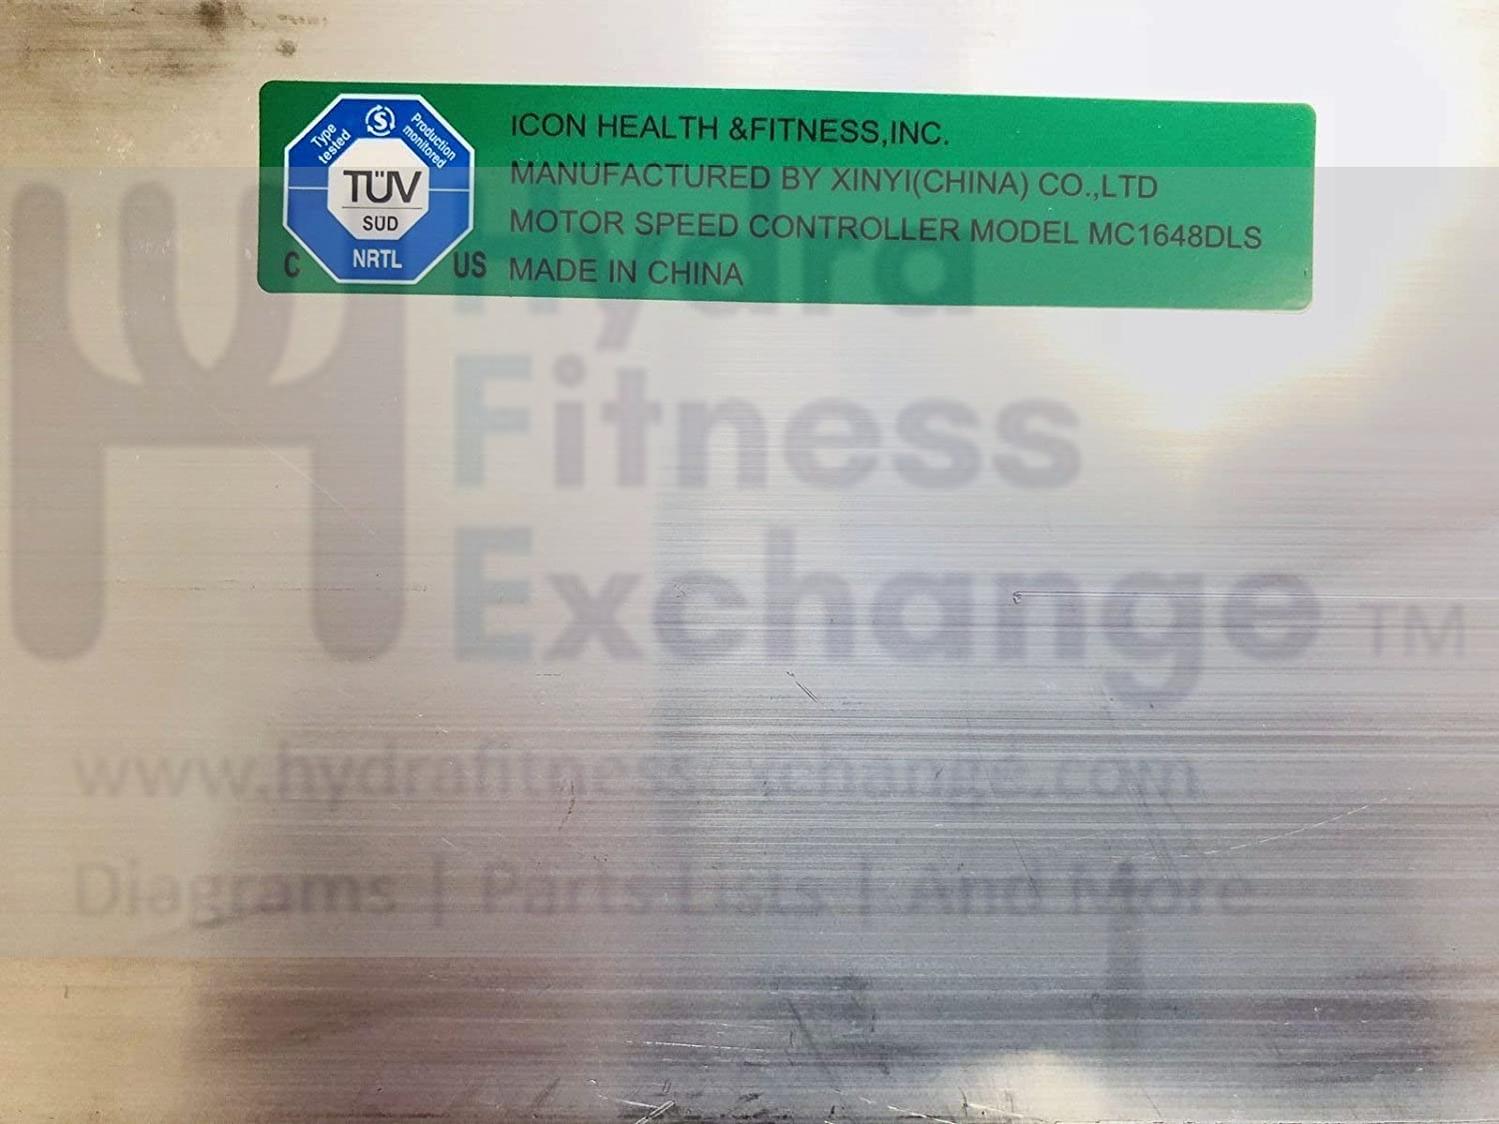 Type tested
S
Production monitored
TÜV
SÜD
C NRTL US
ICON HEALTH &FITNESS,INC.
MANUFACTURED BY XINYI(CHINA) CO.,LTD
MOTOR SPEED CONTROLLER MODEL MC1648DLS
MADE IN CHINA
Hydra
Fitness
Exchange TM
www.hydrafitnessexchange.com
Diagrams | Parts Lists | And More